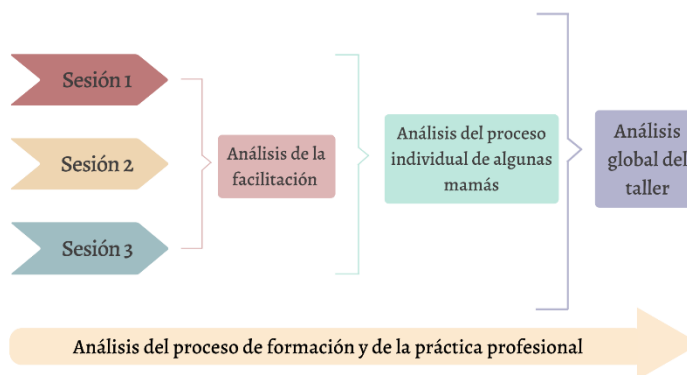 Sesión 1
Sesión 2
Sesión 3
Análisis de la
facilitación
Análisis del proceso
individual de algunas
mamás
Análisis
global del
taller
Análisis del proceso de formación y de la práctica profesional